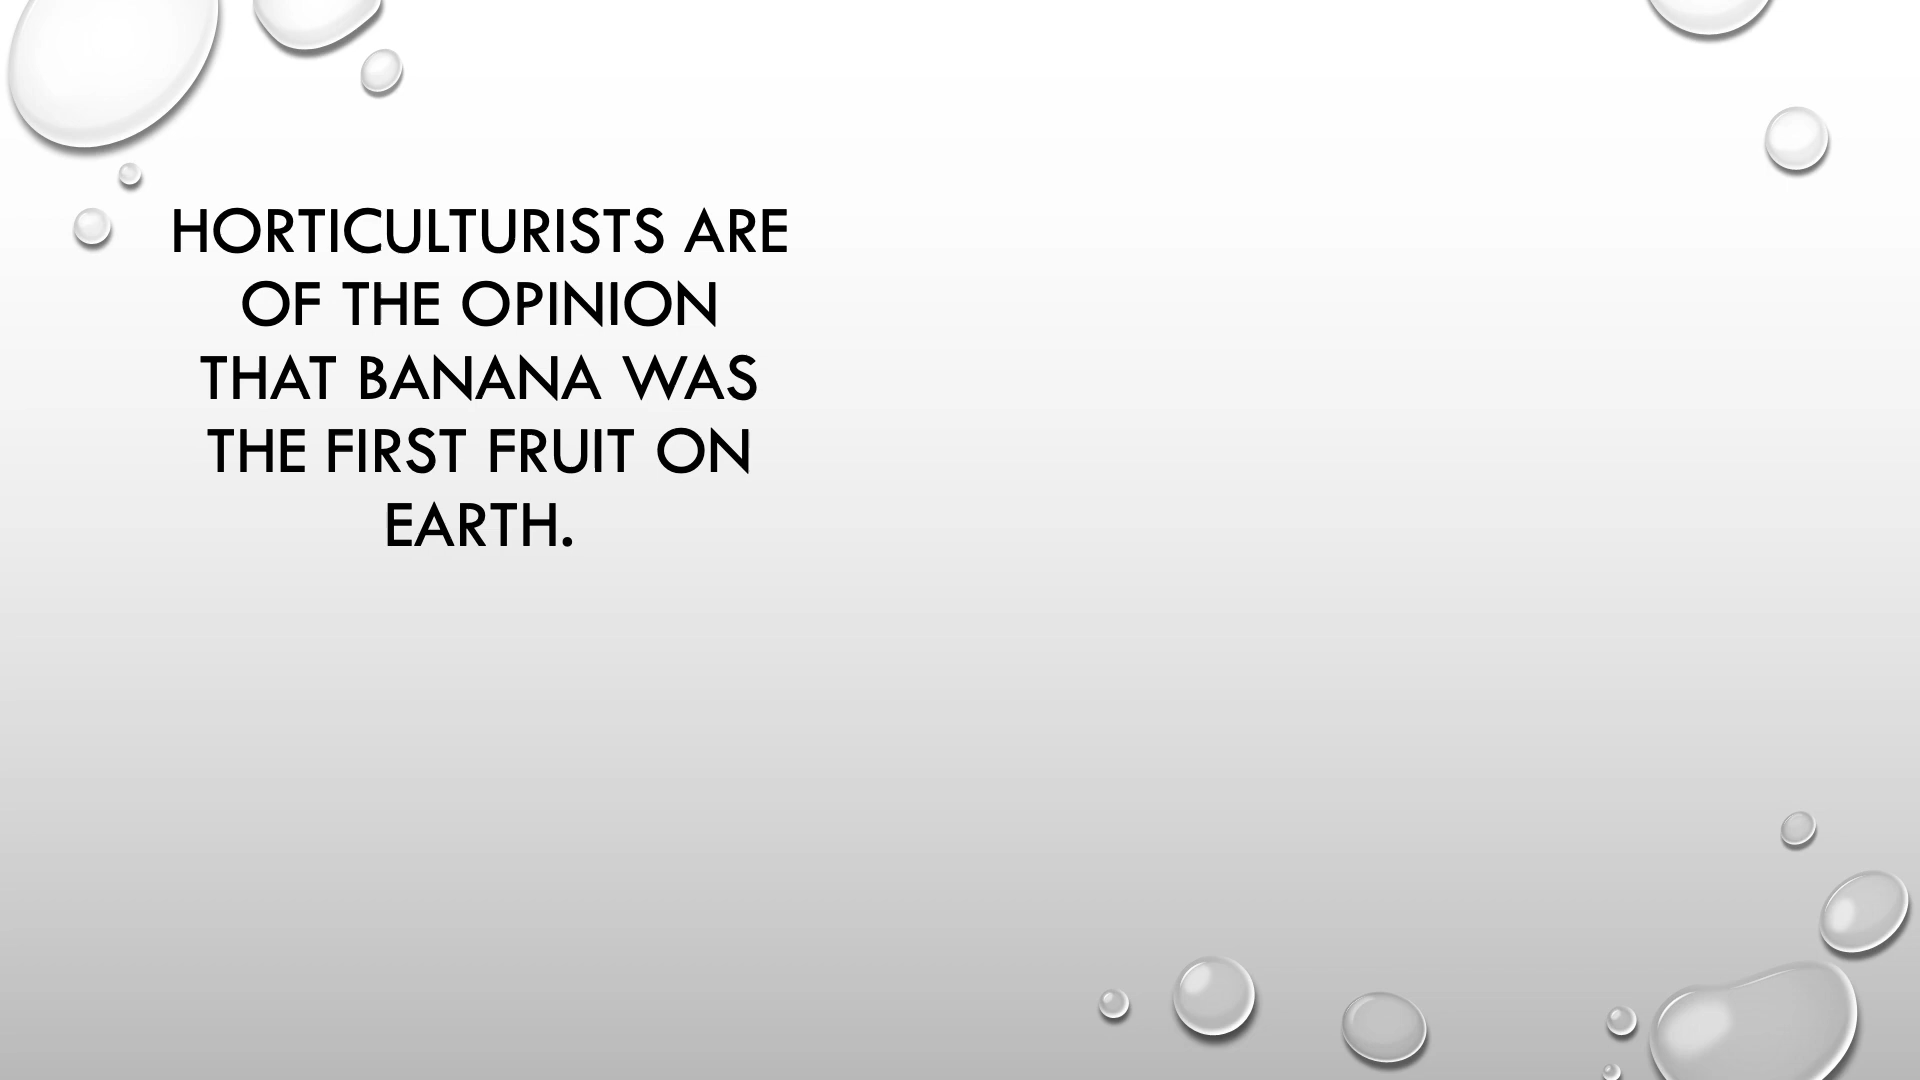 HORTICULTURISTS ARE
OF THE OPINION
THAT BANANA WAS
THE FIRST FRUIT ON
EARTH.